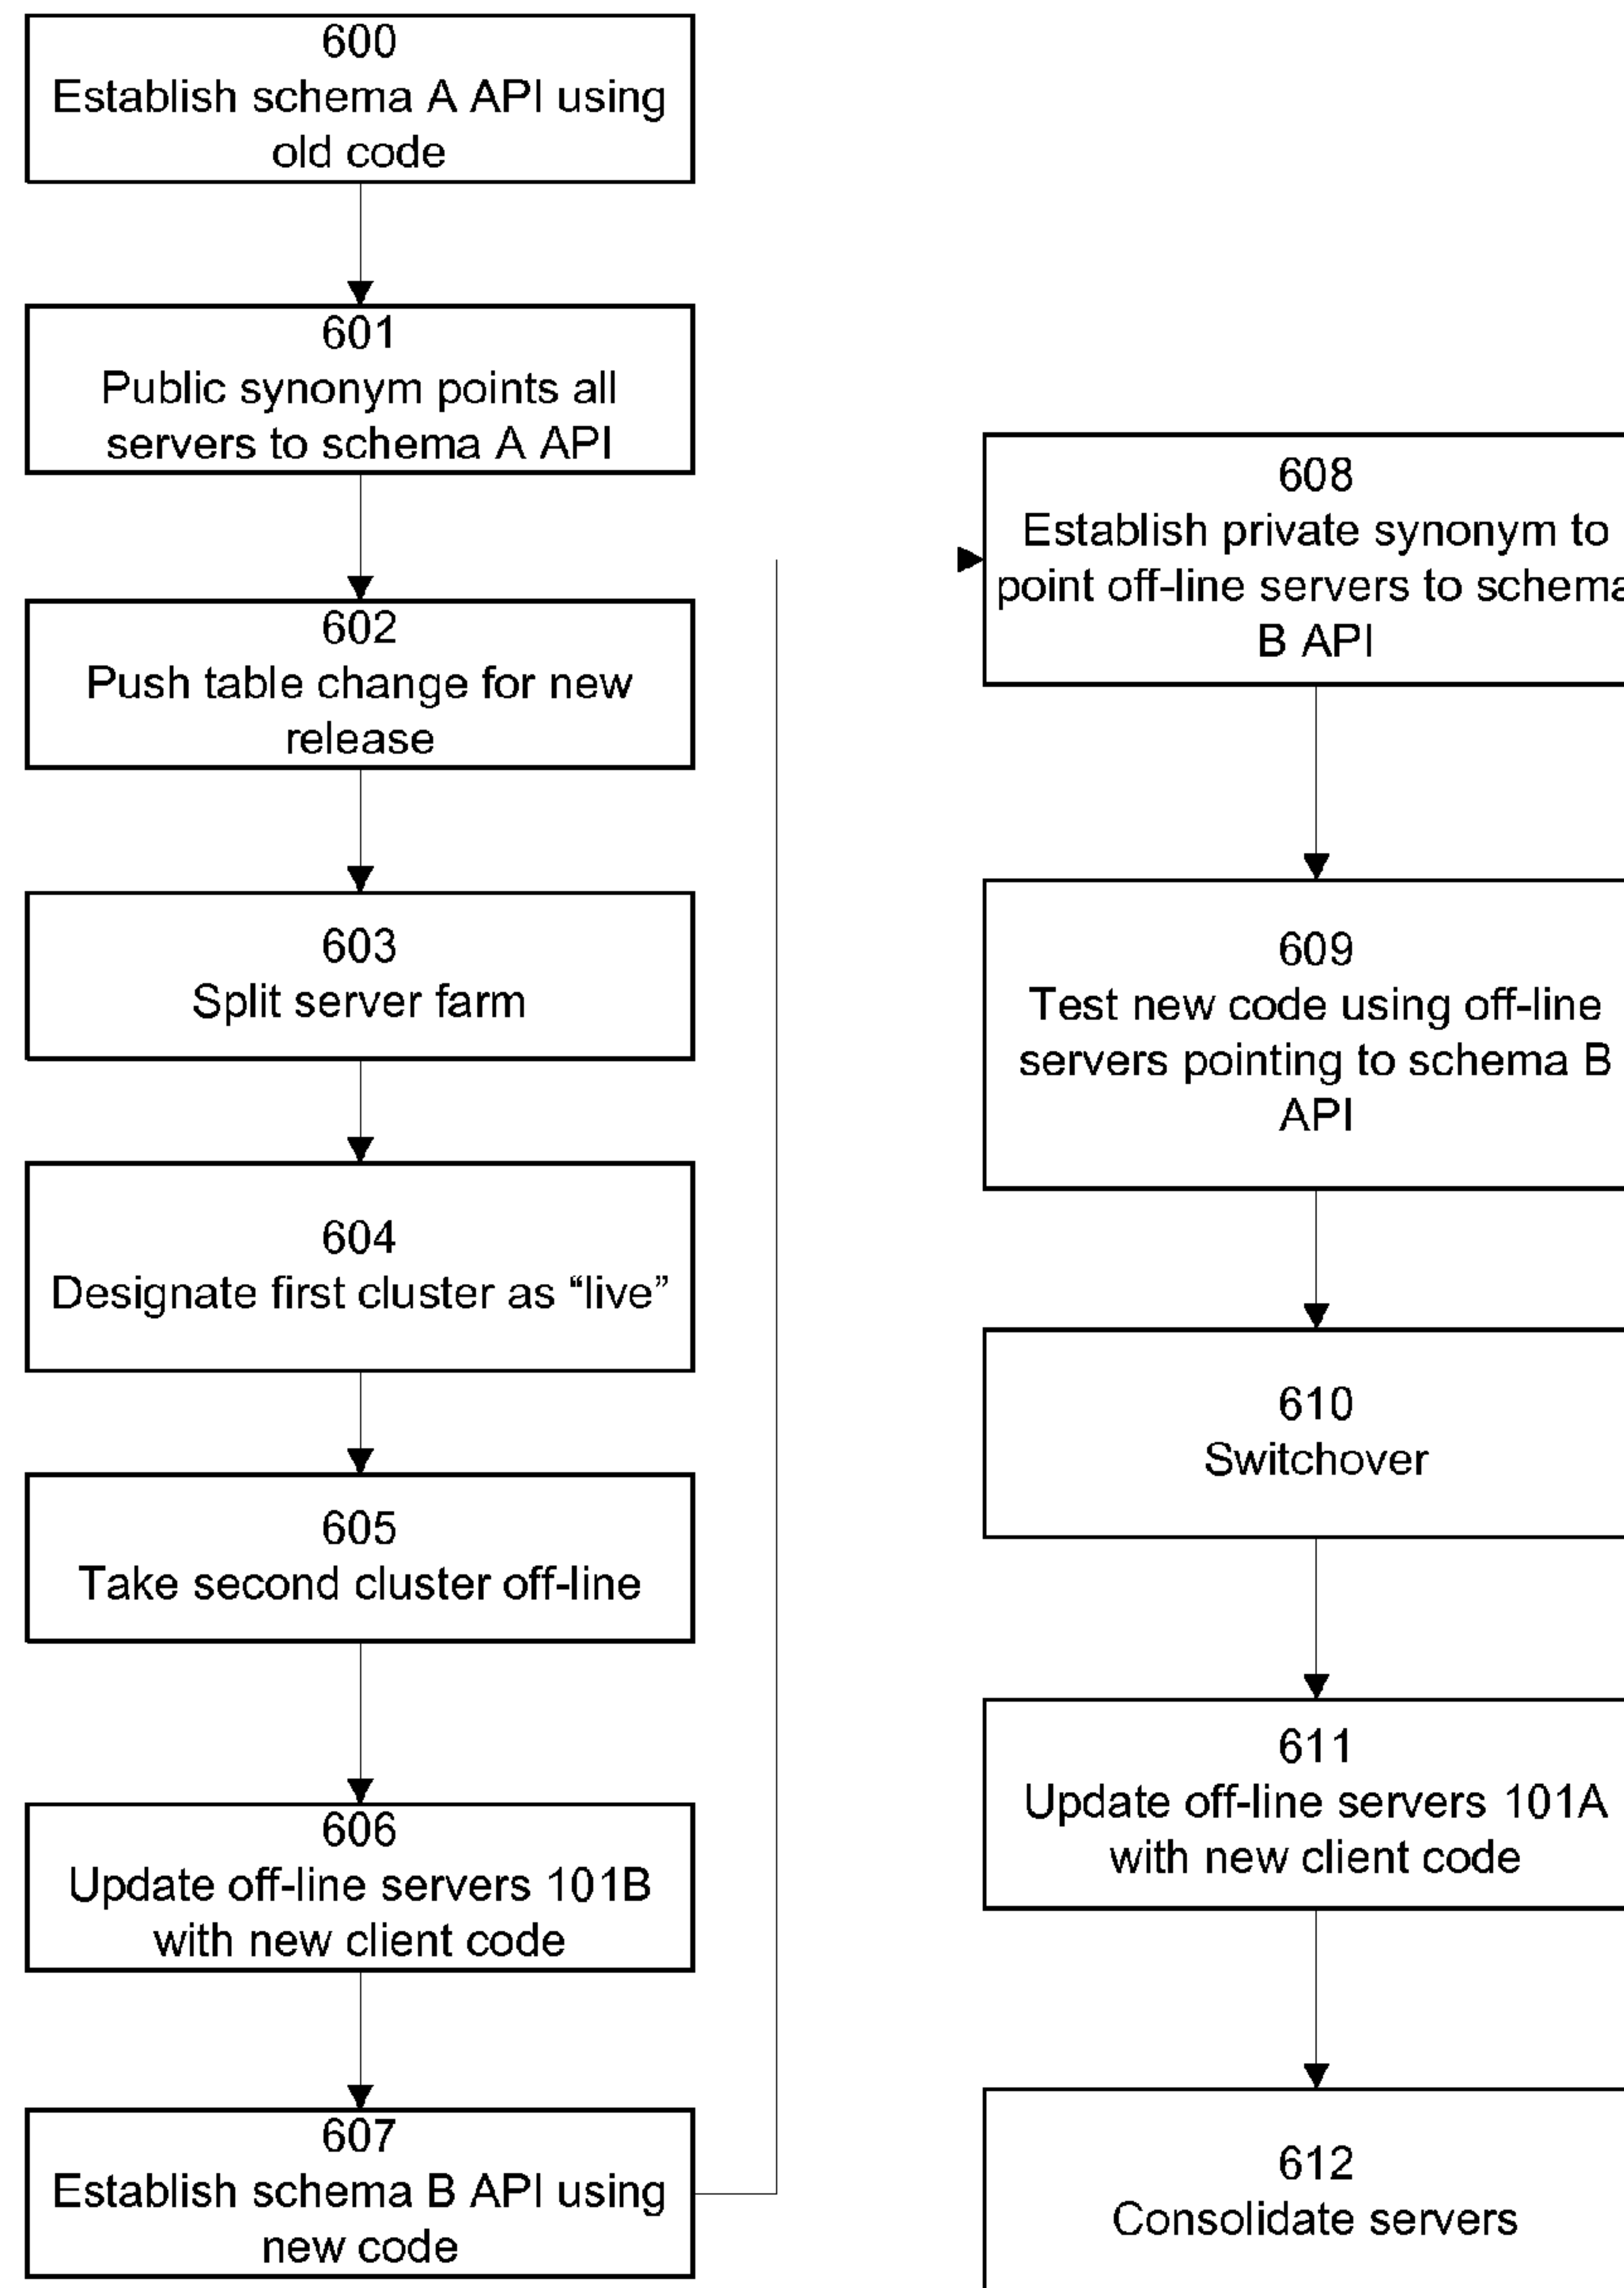 600
Establish schema A API using
old code
601
Public synonym points all
servers to schema A API
602
Push table change for new
release
603
Split server farm
604
Designate first cluster as “live”
605
Take second cluster off-line
606
Update off-line servers 101B
with new client code
607
Establish schema B API using
new code
608
Establish private synonym to
point off-line servers to schema
B API
609
Test new code using off-line
servers pointing to schema B
API
610
Switchover
611
Update off-line servers 101A
with new client code
612
Consolidate servers